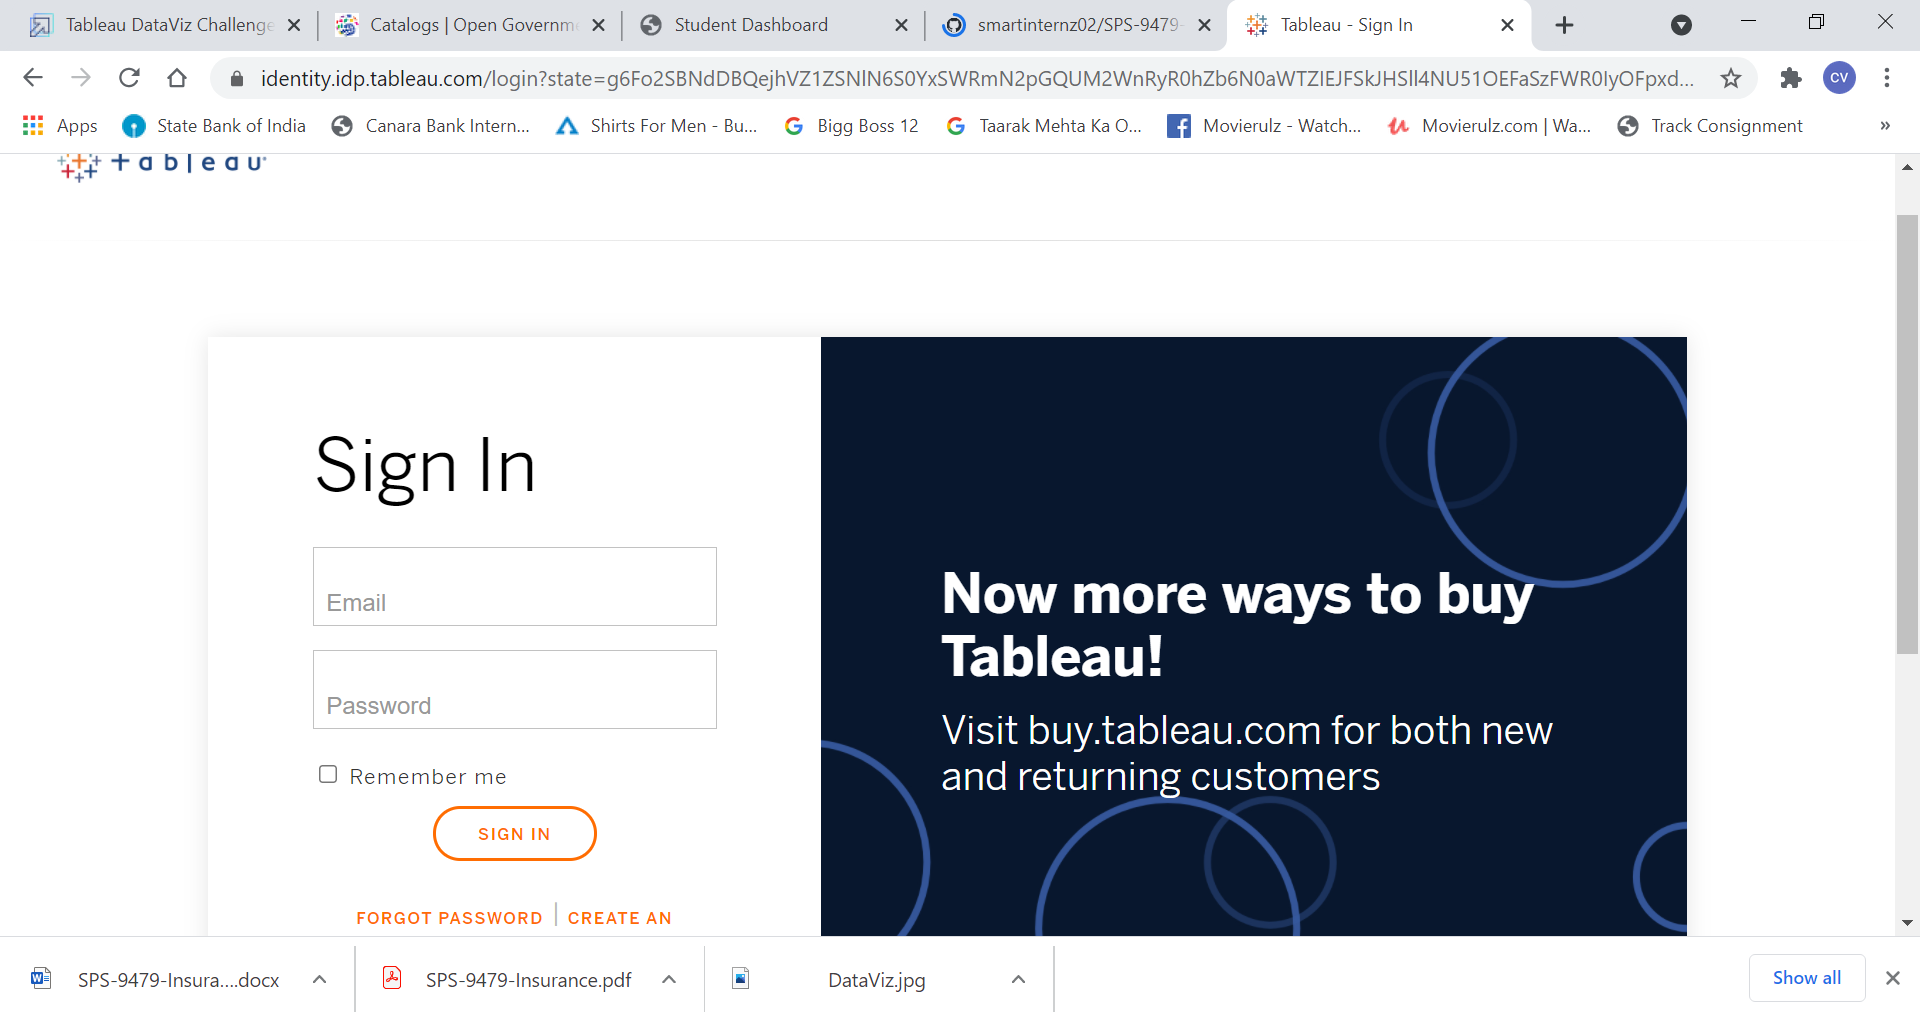 Tableau DataViz Challenge
Catalogs | Open Governme
Student Dashboard
smartinternz02/SPS-9479-
Tableau - Sign In
identity.idp.tableau.com/login?state=g6Fo2SBNdDBQejhVZ1ZSNlN6S0YxSWRmN2pGQUM2WnRyR0hZb6N0aWTZIEJFSkJHSll4NU51OEFaSzFWR0IyOFpxd...
CV
Apps
State Bank of India
Canara Bank Intern...
Shirts For Men - Bu...
Bigg Boss 12
Taarak Mehta Ka O...
Movierulz - Watch...
Movierulz.com | Wa...
Track Consignment
»
tableau
Sign In
Email
Password
Remember me
SIGN IN
FORGOT PASSWORD | CREATE AN
Now more ways to buy
Tableau!
Visit buy.tableau.com for both new
and returning customers
SPS-9479-Insura....docx
SPS-9479-Insurance.pdf
DataViz.jpg
Show all